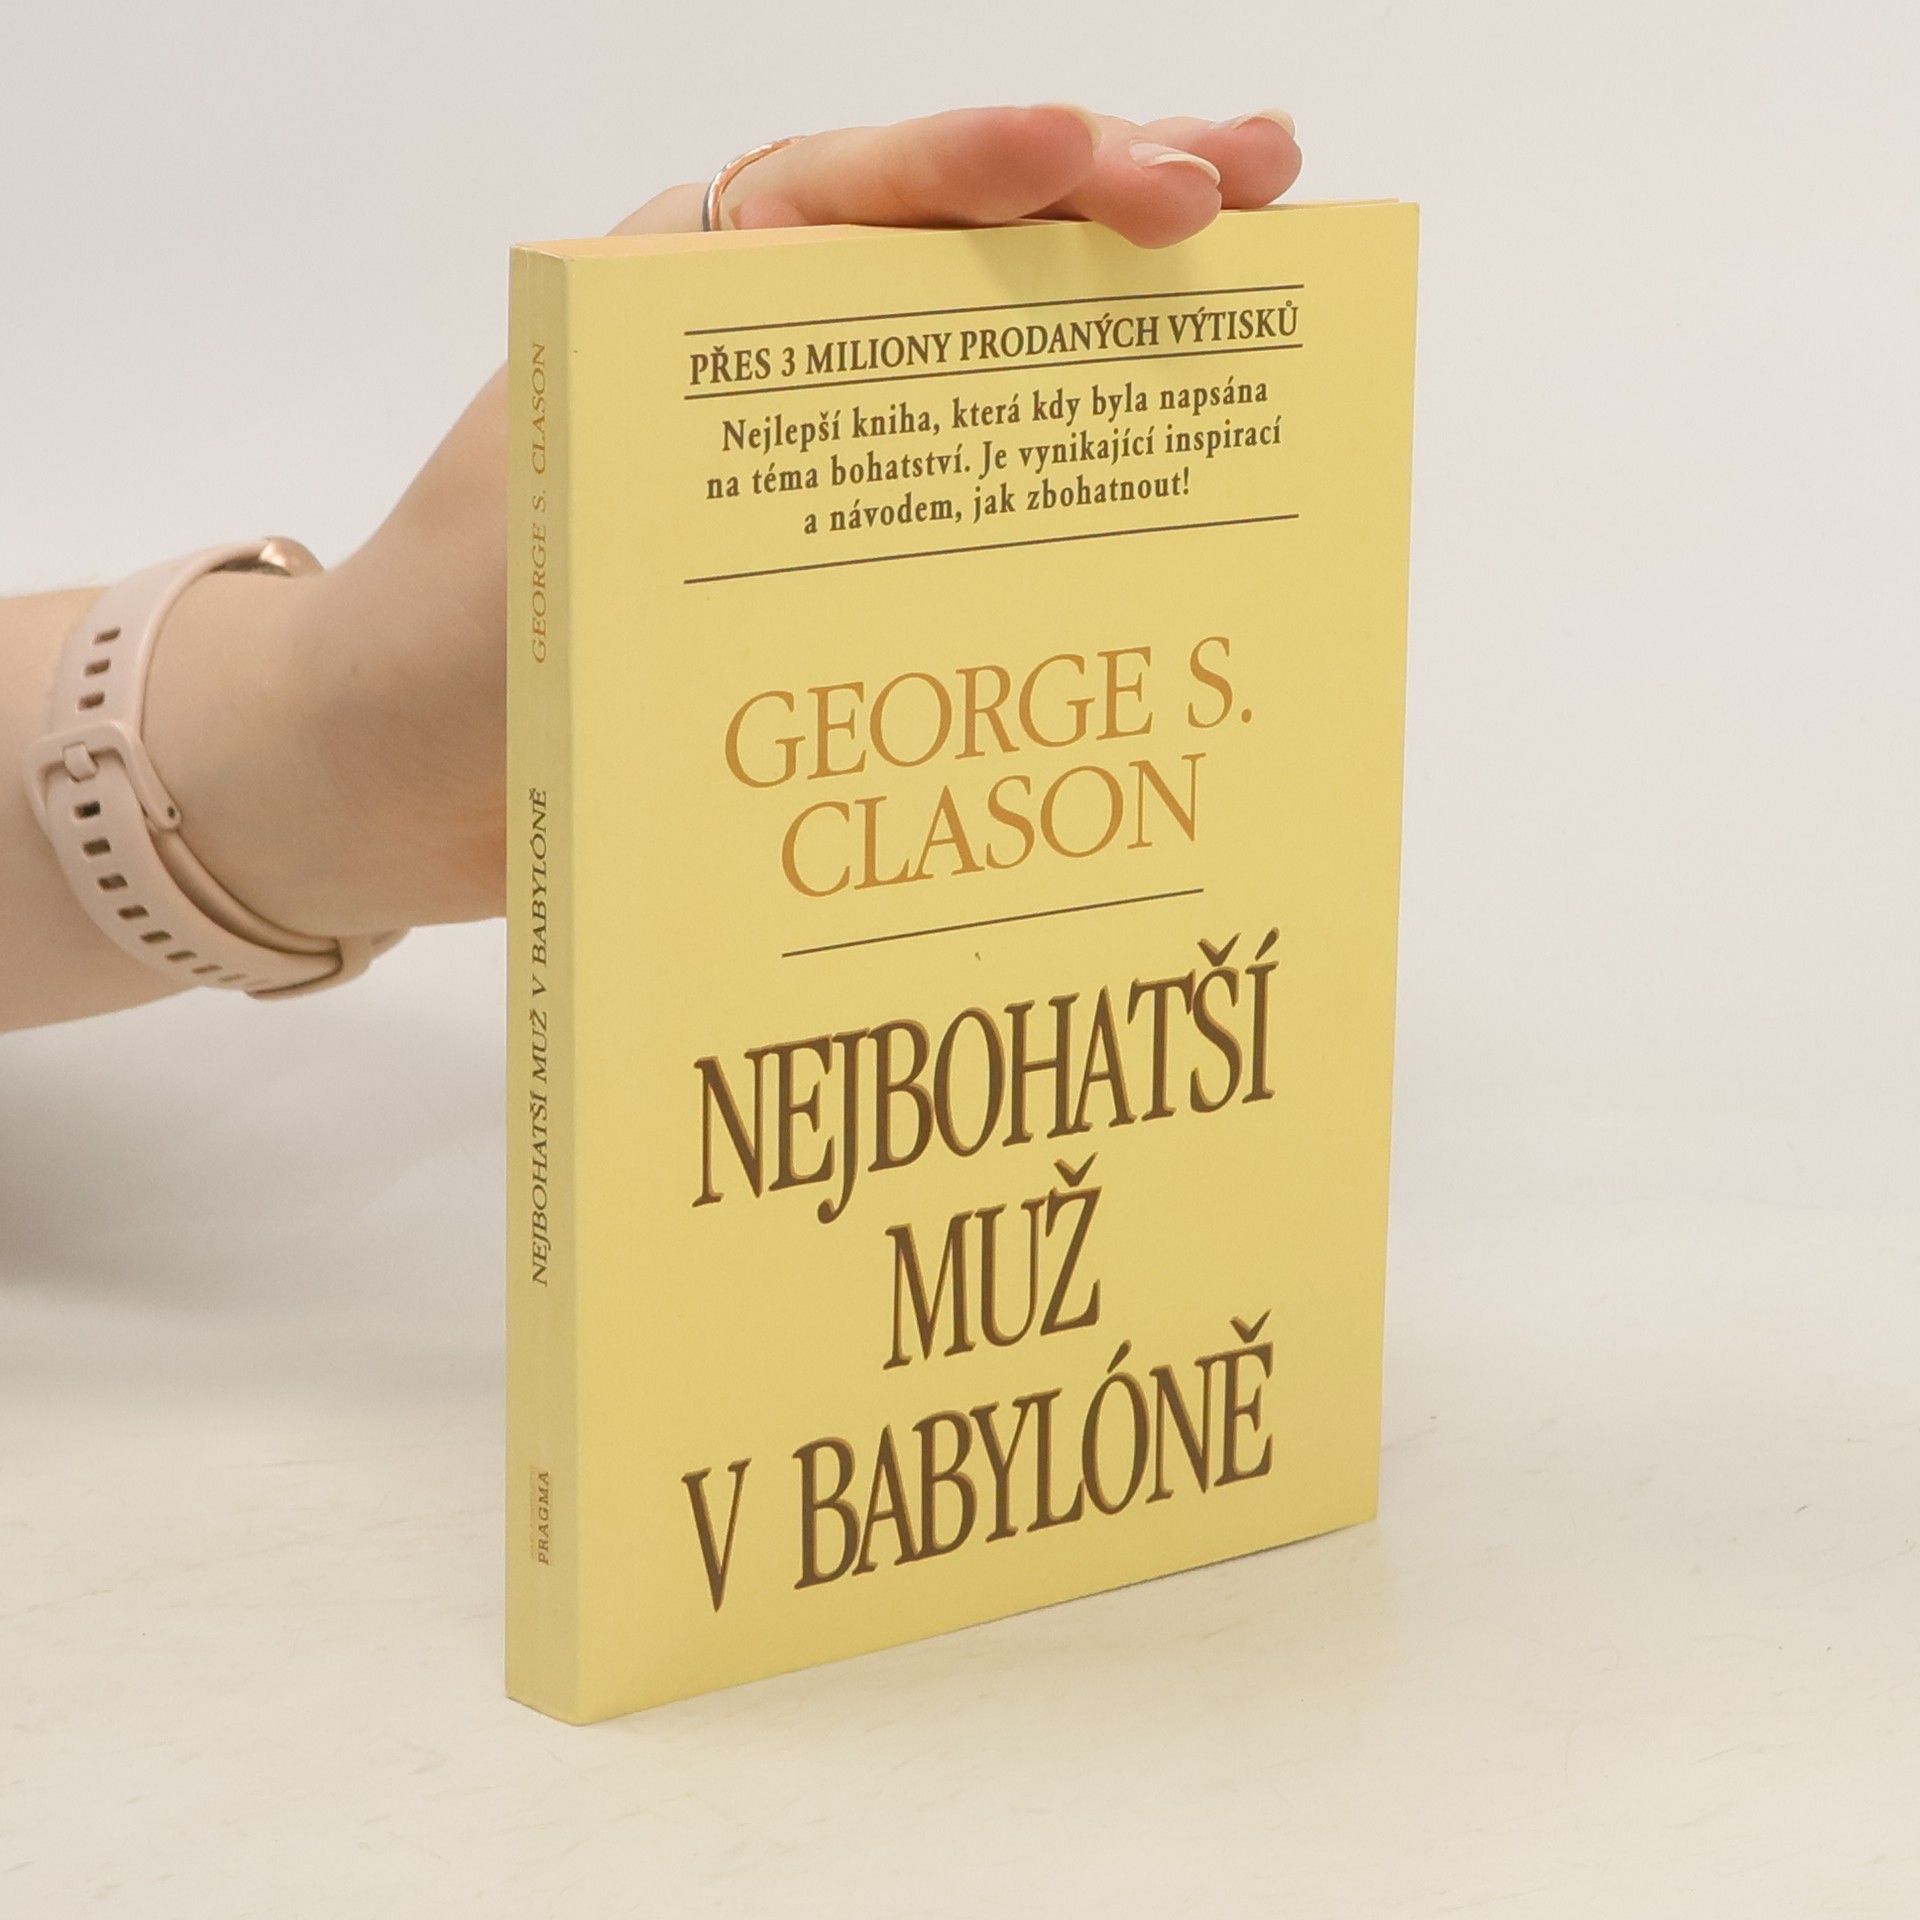 PŘES 3 MILIONY PRODANÝCH VÝTISKŮ
Nejlepší kniha, která kdy byla napsána
na téma bohatství. Je vynikající inspirací
a návodem, jak zbohatnout!
GEORGE S.
CLASON
NEJBOHATŠÍ
MUŽ
V BABYLÓNĚ
GEORGE S. CLASON
NEJBOHATŠÍ MUŽ V BABYLÓNĚ
PRAGMA